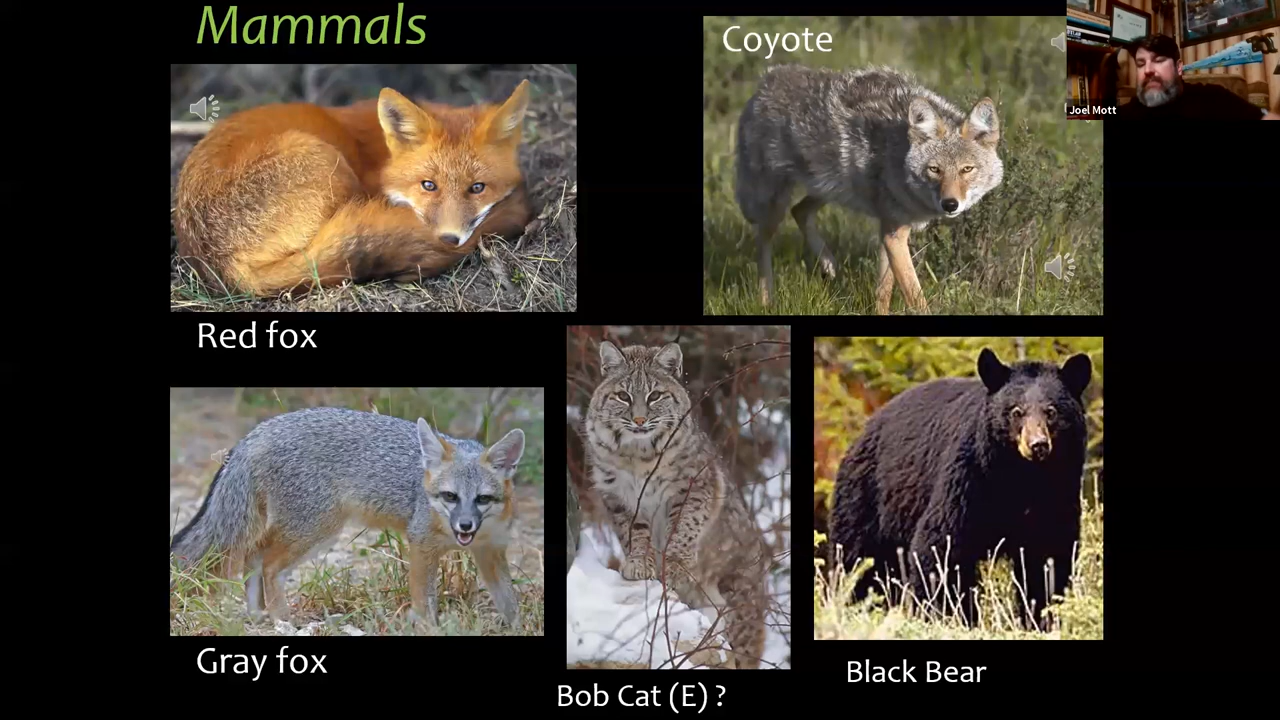 Mammals
Coyote
Joel Mott
Red fox
Gray fox
Black Bear
Bob Cat (E) ?